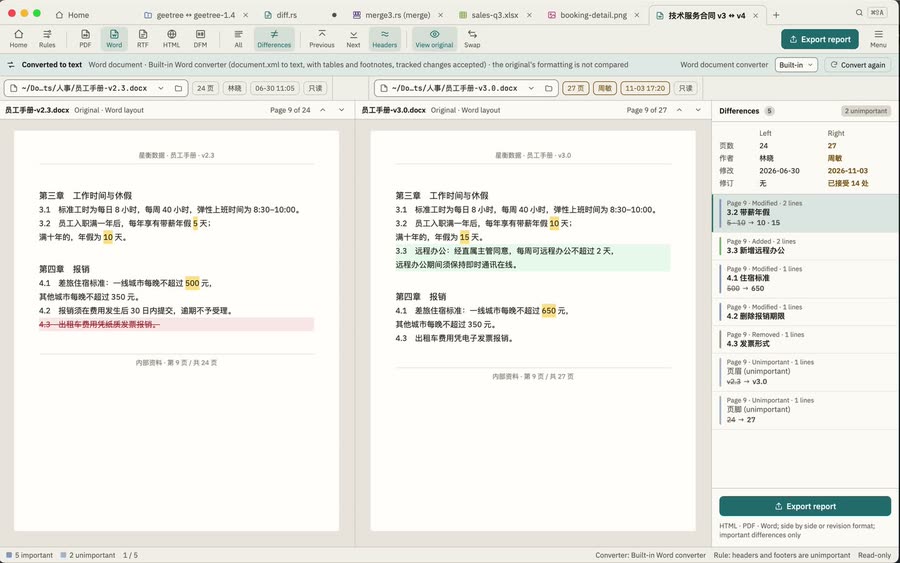 Home
geetree ⇔ geetree-1.4
diff.rs
merge3.rs (merge)
sales-q3.xlsx
booking-detail.png
技术服务合同 v3 ⇔ v4
⌘⇧A
Home
Rules
PDF
Word
RTF
HTML
DFM
All
Differences
Previous
Next
Headers
View original
Swap
Export report
Menu
Converted to text
Word document · Built-in Word converter (document.xml to text, with tables and footnotes, tracked changes accepted) · the original's formatting is not compared
Word document converter
Built-in
Convert again
~/Do…ts/人事/员工手册-v2.3.docx
24 页
林晓
06-30 11:05
只读
~/Do…ts/人事/员工手册-v3.0.docx
27 页
周敏
11-03 17:20
只读
员工手册-v2.3.docx Original · Word layout
Page 9 of 24
员工手册-v3.0.docx Original · Word layout
Page 9 of 27
星衡数据 · 员工手册 · v2.3
第三章 工作时间与休假
3.1 标准工时为每日 8 小时，每周 40 小时，弹性上班时间为 8:30–10:00。
3.2 员工入职满一年后，每年享有带薪年假 5 天；
满十年的，年假为 10 天。
第四章 报销
4.1 差旅住宿标准：一线城市每晚不超过 500 元，
其他城市每晚不超过 350 元。
4.2 报销须在费用发生后 30 日内提交，逾期不予受理。
4.3 出租车费用凭纸质发票报销。
内部资料 · 第 9 页 / 共 24 页
星衡数据 · 员工手册 · v3.0
第三章 工作时间与休假
3.1 标准工时为每日 8 小时，每周 40 小时，弹性上班时间为 8:30–10:00。
3.2 员工入职满一年后，每年享有带薪年假 10 天；
满十年的，年假为 15 天。
3.3 远程办公：经直属主管同意，每周可远程办公不超过 2 天，
远程办公期间须保持即时通讯在线。
第四章 报销
4.1 差旅住宿标准：一线城市每晚不超过 650 元，
其他城市每晚不超过 350 元。
4.3 出租车费用凭电子发票报销。
内部资料 · 第 9 页 / 共 27 页
Differences 5
2 unimportant
Left Right
页数 24 27
作者 林晓 周敏
修改 2026-06-30 2026-11-03
修订 无 已接受 14 处
Page 9 · Modified · 2 lines
3.2 带薪年假
5 · 10 → 10 · 15
Page 9 · Added · 2 lines
3.3 新增远程办公
Page 9 · Modified · 1 lines
4.1 住宿标准
500 → 650
Page 9 · Modified · 1 lines
4.2 删除报销期限
Page 9 · Removed · 1 lines
4.3 发票形式
Page 9 · Unimportant · 1 lines
页眉 (unimportant)
v2.3 → v3.0
Page 9 · Unimportant · 1 lines
页脚 (unimportant)
24 → 27
Export report
HTML · PDF · Word; side by side or revision format;
important differences only
5 important
2 unimportant
1 / 5
Converter: Built-in Word converter
Rule: headers and footers are unimportant
Read-only